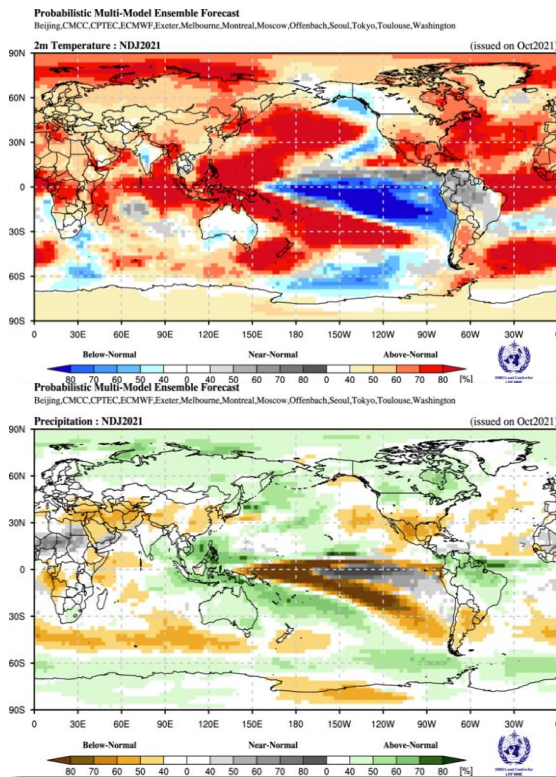 Probabilistic Multi-Model Ensemble Forecast
Beijing,CMCC,CPTEC,ECMWF,Exeter,Melbourne,Montreal,Moscow,Offenbach,Seoul,Tokyo,Toulouse,Washington
2m Temperature : NDJ2021 (issued on Oct2021)
90N
60N
30N
0
30S
60S
90S
0 30E 60E 90E 120E 150E 180 150W 120W 90W 60W 30W
Below-Normal Near-Normal Above-Normal
80 70 60 50 40 0 40 50 60 70 80 0 40 50 60 70 80 [%]
Probabilistic Multi-Model Ensemble Forecast
Beijing,CMCC,CPTEC,ECMWF,Exeter,Melbourne,Montreal,Moscow,Offenbach,Seoul,Tokyo,Toulouse,Washington
Precipitation : NDJ2021 (issued on Oct2021)
90N
60N
30N
0
30S
60S
90S
0 30E 60E 90E 120E 150E 180 150W 120W 90W 60W 30W
Below-Normal Near-Normal Above-Normal
80 70 60 50 40 0 40 50 60 70 80 0 40 50 60 70 80 [%]